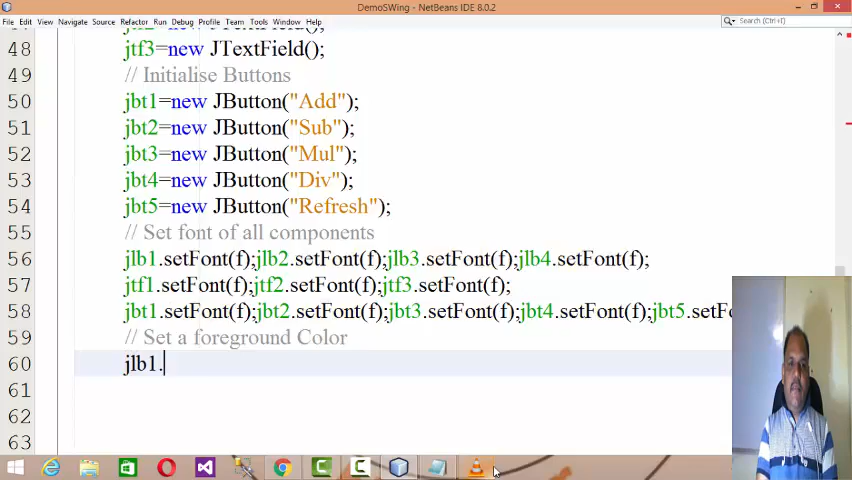 DemoSWing - NetBeans IDE 8.0.2
File Edit View Navigate Source Refactor Run Debug Profile Team Tools Window Help
Search (Ctrl+I)
48 jtf3=new JTextField();
49 // Initialise Buttons
50 jbt1=new JButton("Add");
51 jbt2=new JButton("Sub");
52 jbt3=new JButton("Mul");
53 jbt4=new JButton("Div");
54 jbt5=new JButton("Refresh");
55 // Set font of all components
56 jlb1.setFont(f);jlb2.setFont(f);jlb3.setFont(f);jlb4.setFont(f);
57 jtf1.setFont(f);jtf2.setFont(f);jtf3.setFont(f);
58 jbt1.setFont(f);jbt2.setFont(f);jbt3.setFont(f);jbt4.setFont(f);jbt5.setFo
59 // Set a foreground Color
60 jlb1.
61
62
63